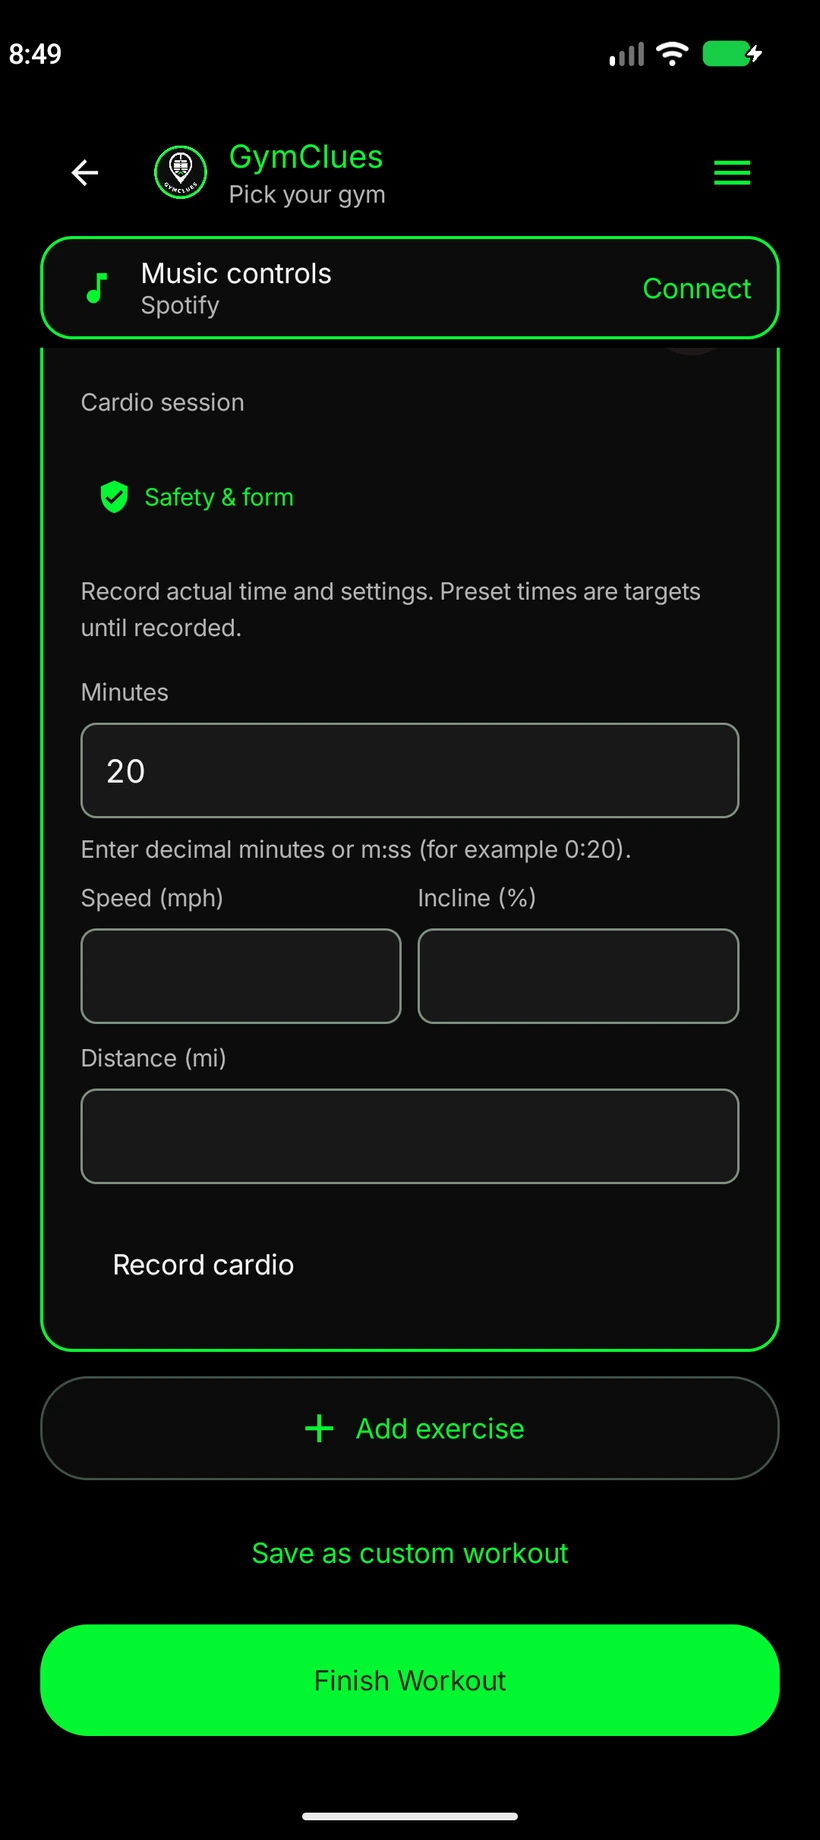 8:49
GymClues
Pick your gym
Music controls
Spotify
Connect
Cardio session
Safety & form
Record actual time and settings. Preset times are targets
until recorded.
Minutes
20
Enter decimal minutes or m:ss (for example 0:20).
Speed (mph)
Incline (%)
Distance (mi)
Record cardio
Add exercise
Save as custom workout
Finish Workout